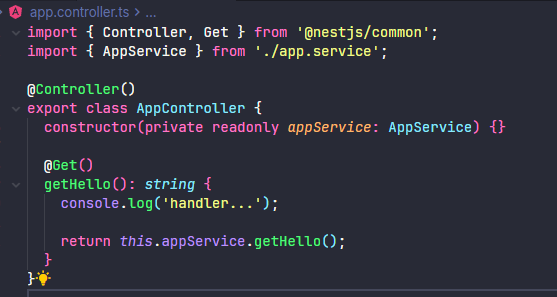 app.controller.ts > ...
import { Controller, Get } from '@nestjs/common';
import { AppService } from './app.service';
@Controller()
export class AppController {
constructor(private readonly appService: AppService) {}
@Get()
getHello(): string {
console.log('handler...');
return this.appService.getHello();
}
}